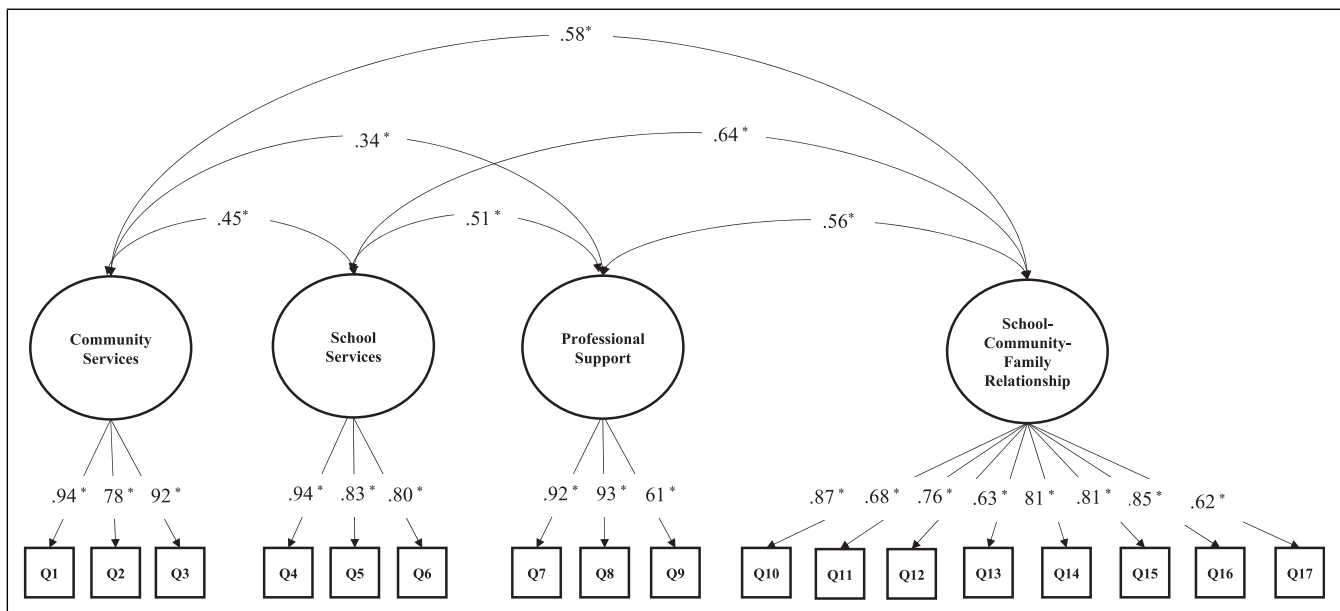 .58*
.34*
.64*
.45*
.51*
.56*
Community
Services
School
Services
Professional
Support
School-
Community-
Family
Relationship
.94* 78* 92* .94* .83* .80* .92* 93* 61* .87* .68* .76* .63* 81* .81* .85* .62*
Q1 Q2 Q3 Q4 Q5 Q6 Q7 Q8 Q9 Q10 Q11 Q12 Q13 Q14 Q15 Q16 Q17